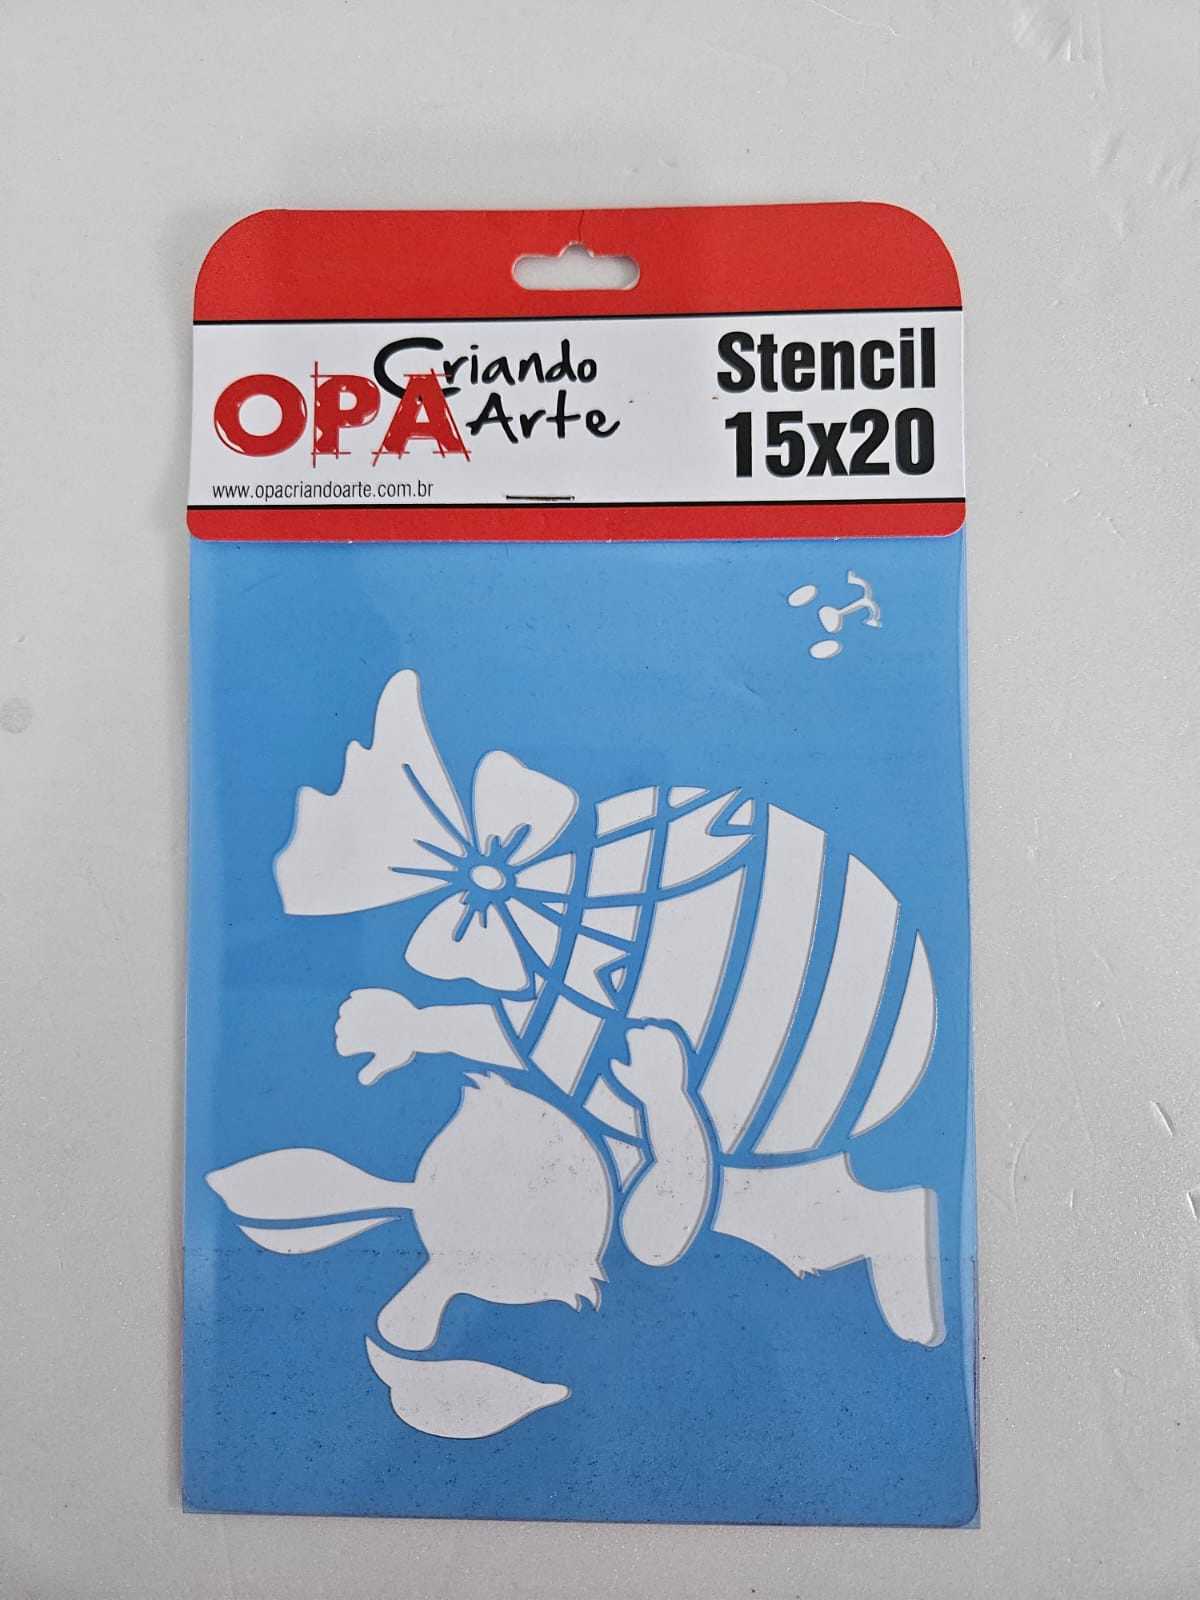 OPA Criando
Arte
www.opacriandoarte.com.br
Stencil
15x20